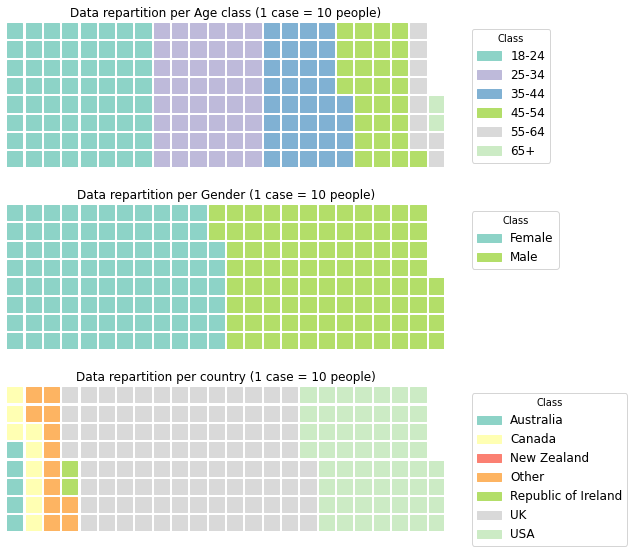 Data repartition per Age class (1 case = 10 people)
Class
18-24
25-34
35-44
45-54
55-64
65+
Data repartition per Gender (1 case = 10 people)
Class
Female
Male
Data repartition per country (1 case = 10 people)
Class
Australia
Canada
New Zealand
Other
Republic of Ireland
UK
USA